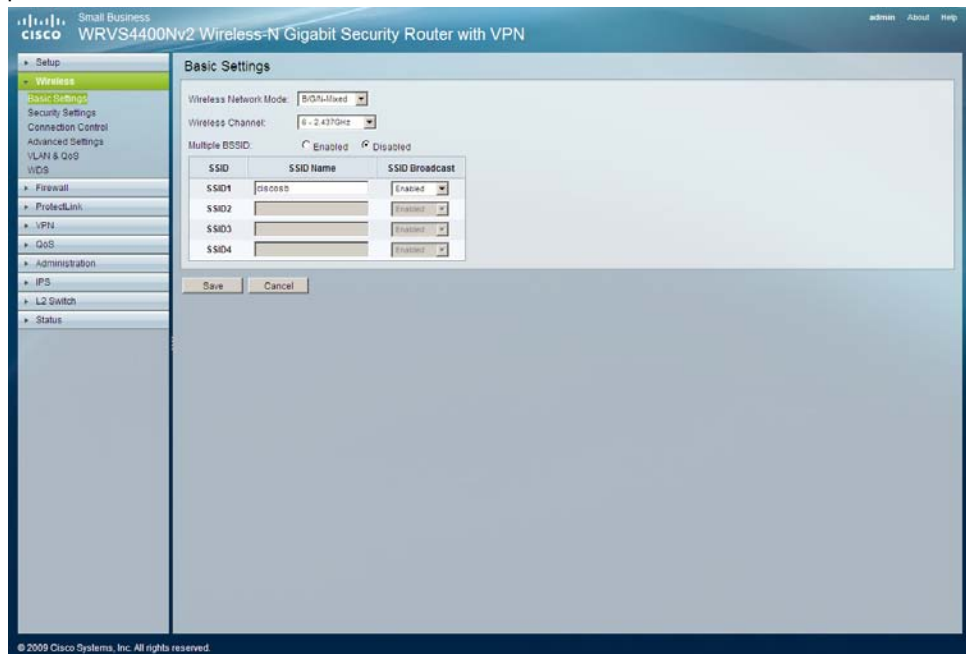 Small Business
cisco WRVS4400Nv2 Wireless-N Gigabit Security Router with VPN
admin About Help
Setup
Wireless
Basic Settings
Security Settings
Connection Control
Advanced Settings
VLAN & QoS
WDS
Firewall
ProtectLink
VPN
QoS
Administration
IPS
L2 Switch
Status
Basic Settings
Wireless Network Mode: B/G/N-Mixed
Wireless Channel: 6 - 2.437GHz
Multiple BSSID: Enabled Disabled
SSID SSID Name SSID Broadcast
SSID1 ciscosb Enabled
SSID2 Enabled
SSID3 Enabled
SSID4 Enabled
Save Cancel
© 2009 Cisco Systems, Inc. All rights reserved.